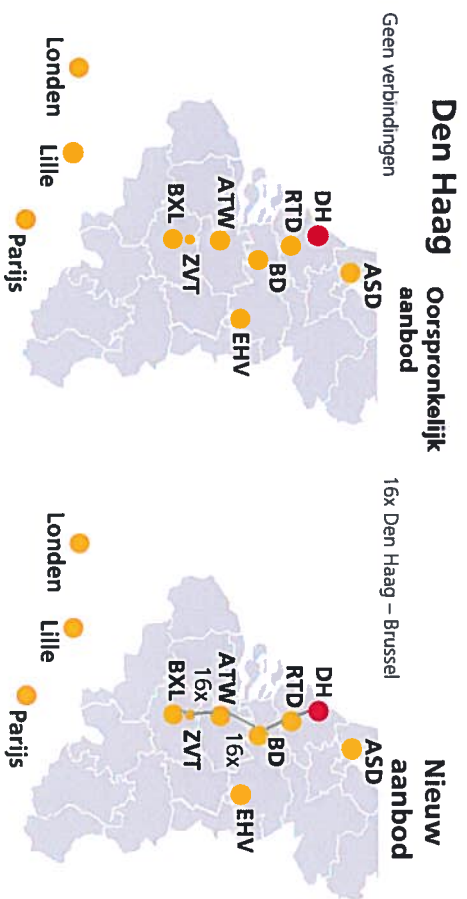 Den Haag
Oorspronkelijk
aanbod
Geen verbindingen
ASD
DH
RTD
BD
ATW
EHV
ZVT
BXL
Londen
Lille
Parijs
Nieuw
aanbod
16x Den Haag – Brussel
ASD
DH
RTD
BD
16x
ATW
EHV
16x
ZVT
BXL
Londen
Lille
Parijs